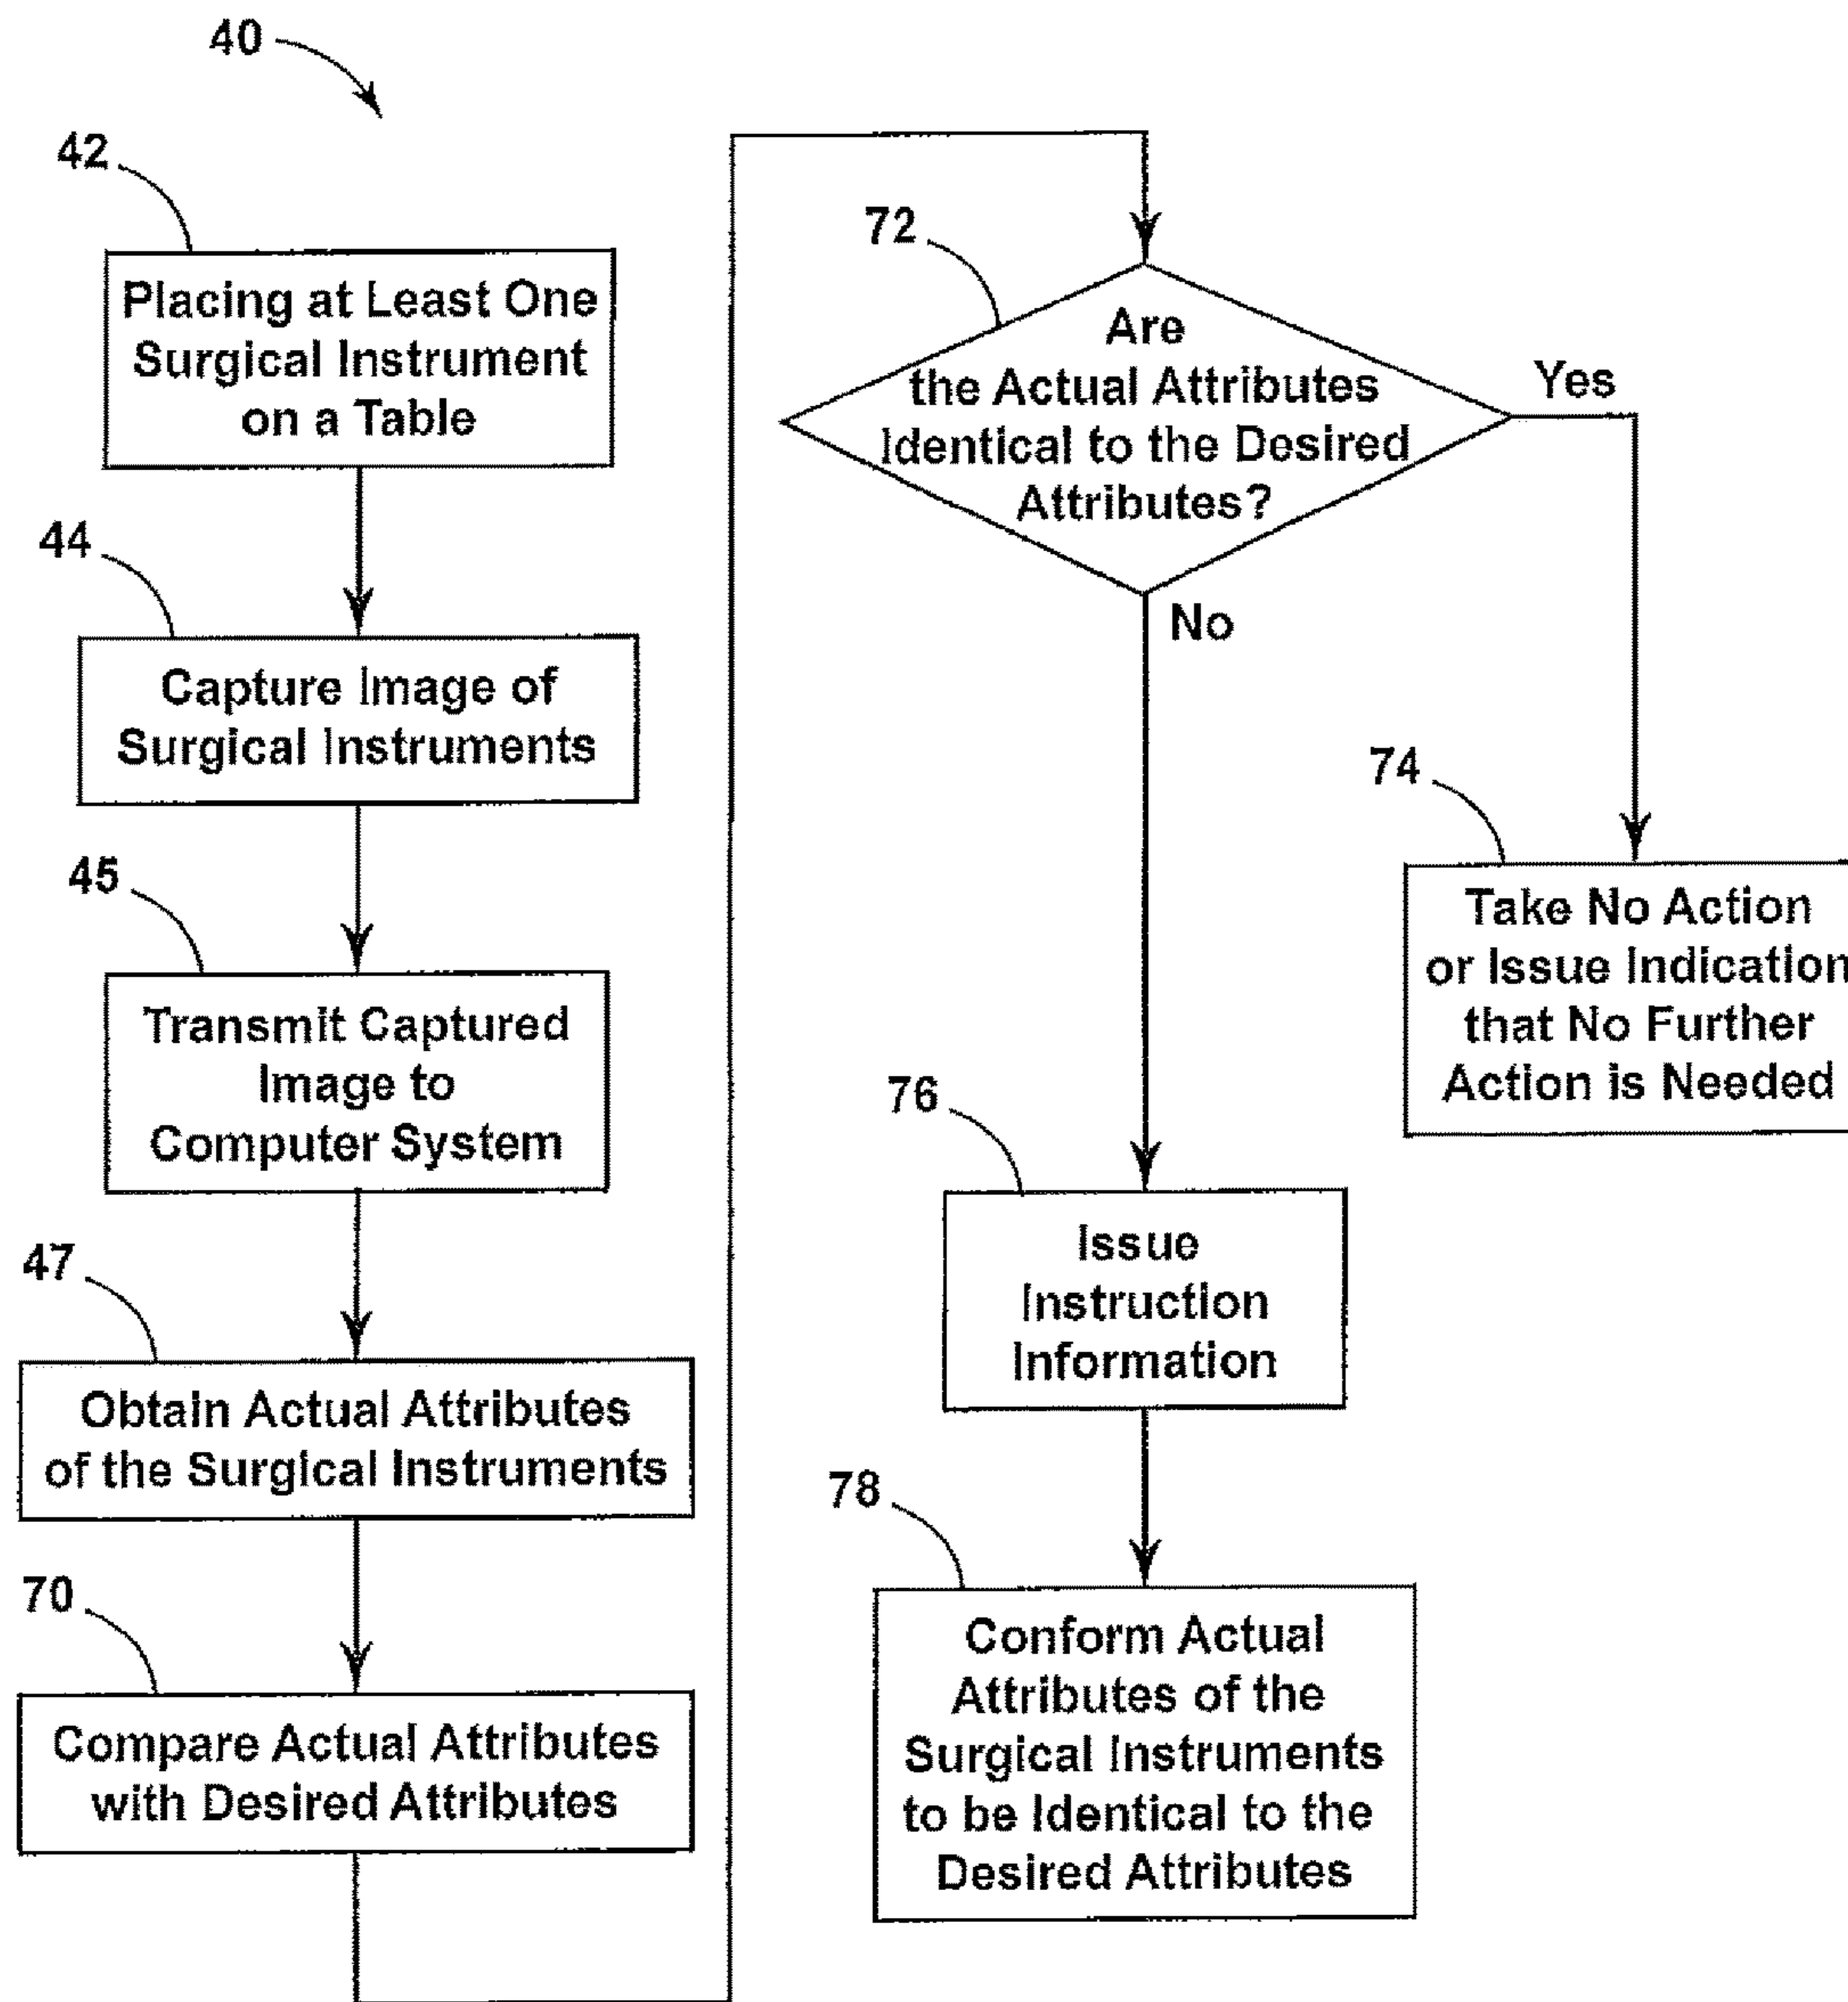 40
42
Placing at Least One
Surgical Instrument
on a Table
44
Capture Image of
Surgical Instruments
45
Transmit Captured
Image to
Computer System
47
Obtain Actual Attributes
of the Surgical Instruments
70
Compare Actual Attributes
with Desired Attributes
72
Are
the Actual Attributes
Identical to the Desired
Attributes?
Yes
No
74
Take No Action
or Issue Indication
that No Further
Action is Needed
76
Issue
Instruction
Information
78
Conform Actual
Attributes of the
Surgical Instruments
to be Identical to the
Desired Attributes